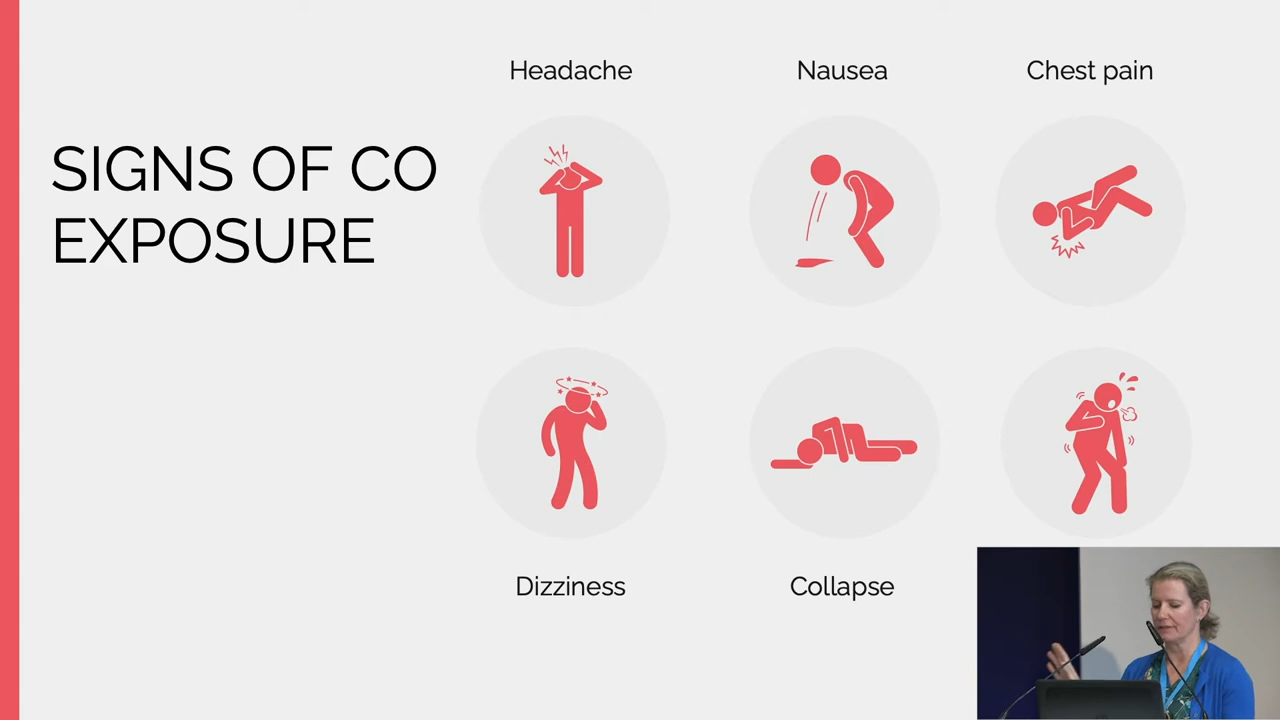 SIGNS OF CO
EXPOSURE
Headache
Nausea
Chest pain
Dizziness
Collapse